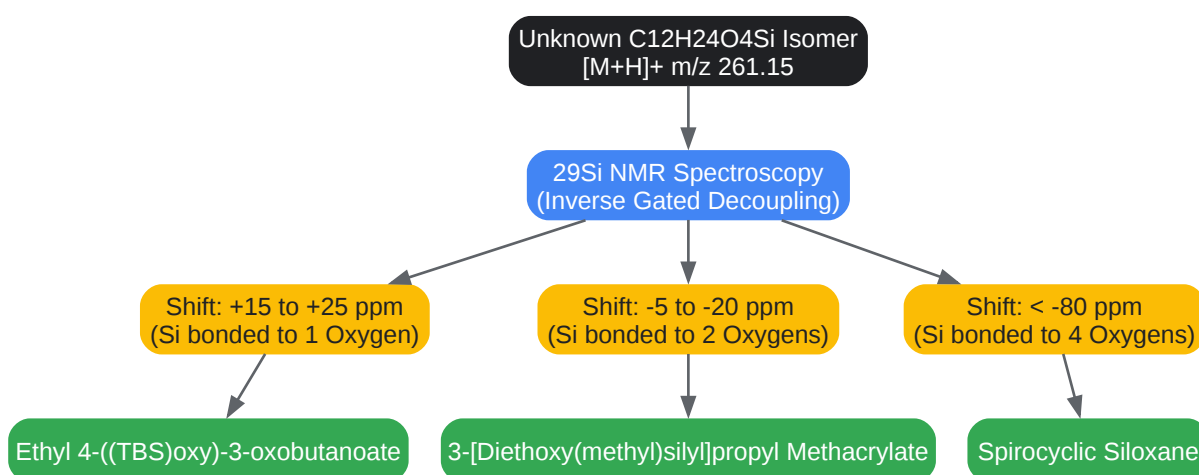 Unknown C12H24O4Si Isomer
[M+H]+ m/z 261.15
29Si NMR Spectroscopy
(Inverse Gated Decoupling)
Shift: +15 to +25 ppm
(Si bonded to 1 Oxygen)
Shift: -5 to -20 ppm
(Si bonded to 2 Oxygens)
Shift: < -80 ppm
(Si bonded to 4 Oxygens)
Ethyl 4-((TBS)oxy)-3-oxobutanoate
3-[Diethoxy(methyl)silyl]propyl Methacrylate
Spirocyclic Siloxane